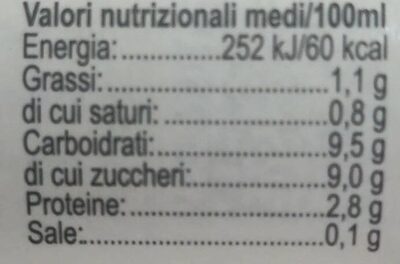 Valori nutrizionali medi/100ml
Energia:..............252 kJ/60 kcal
Grassi:................................1,1 g
di cui saturi:........................0,8 g
Carboidrati:.........................9,5 g
di cui zuccheri:....................9,0 g
Proteine:.............................2,8 g
Sale:...................................0,1 g